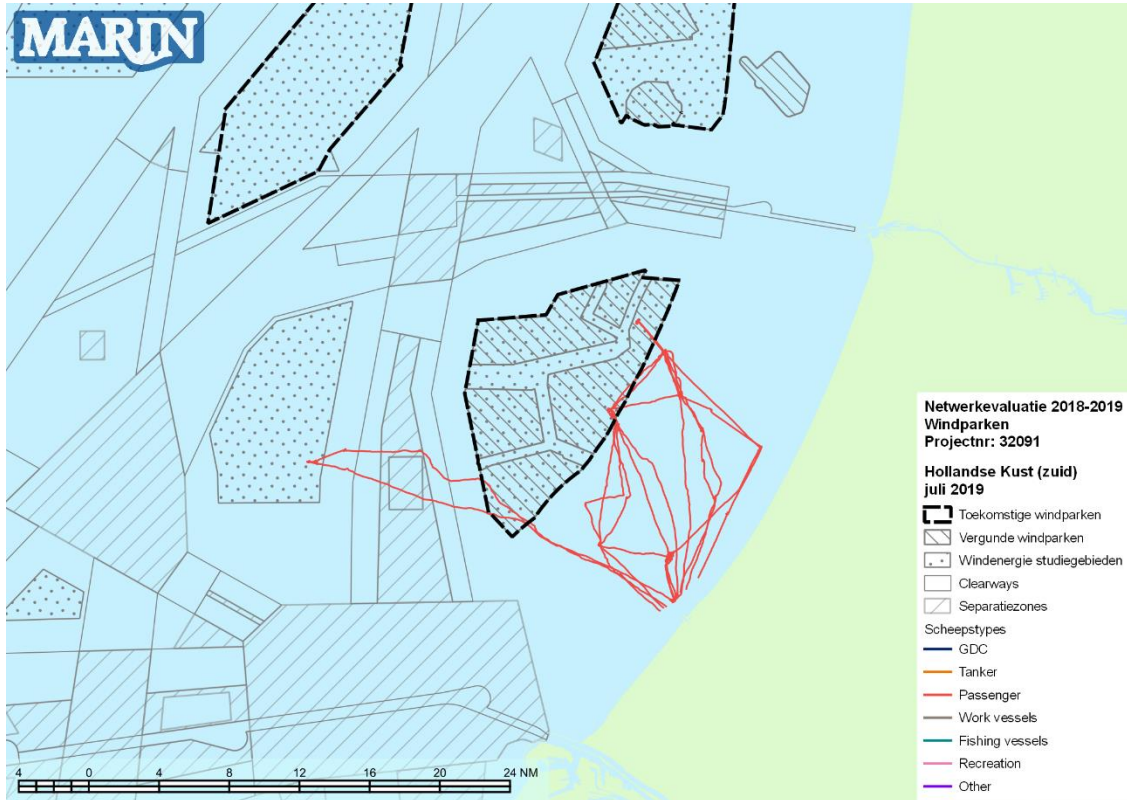 MARIN
Netwerkevaluatie 2018-2019
Windparken
Projectnr: 32091
Hollandse Kust (zuid)
juli 2019
Toekomstige windparken
Vergunde windparken
Windenergie studiegebieden
Clearways
Separatiezones
Scheepstypes
GDC
Tanker
Passenger
Work vessels
Fishing vessels
Recreation
Other
4 0 4 8 12 16 20 24 NM